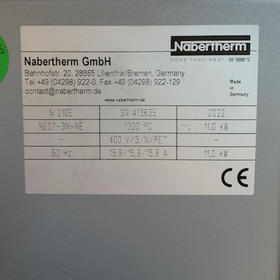 Nabertherm
MORE THAN HEAT 30-3000 °C
Nabertherm GmbH
Bahnhofstr. 20, 28865 Lilienthal/Bremen, Germany
Tel +49 (04298) 922-0, Fax +49 (04298) 922-129
contact@nabertherm.de
Made in Germany
www.nabertherm.de
N 210E SN 413635 2022
1300 °C 11,0 kW
- 400 V/3/N/PE~ -
60 Hz 15,9/15,9/15,9 A 11,0 kW
CE